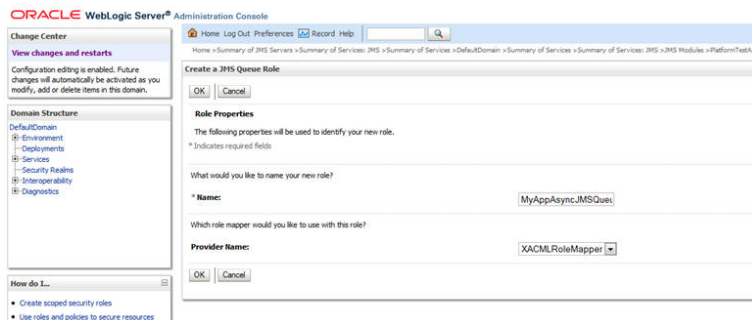 ORACLE WebLogic Server® Administration Console
Change Center
View changes and restarts
Configuration editing is enabled. Future
changes will automatically be activated as you
modify, add or delete items in this domain.
Domain Structure
DefaultDomain
Environment
Deployments
Services
Security Realms
Interoperability
Diagnostics
How do I...
Create scoped security roles
Use roles and policies to secure resources
Home Log Out Preferences Record Help
Home >Summary of JMS Servers >Summary of Services: JMS >Summary of Services >DefaultDomain >Summary of Services >Summary of Services: JMS >JMS Modules >PlatformTestA
Create a JMS Queue Role
OK Cancel
Role Properties
The following properties will be used to identify your new role.
* Indicates required fields
What would you like to name your new role?
* Name: MyAppAsyncJMSQueu
Which role mapper would you like to use with this role?
Provider Name: XACMLRoleMapper
OK Cancel